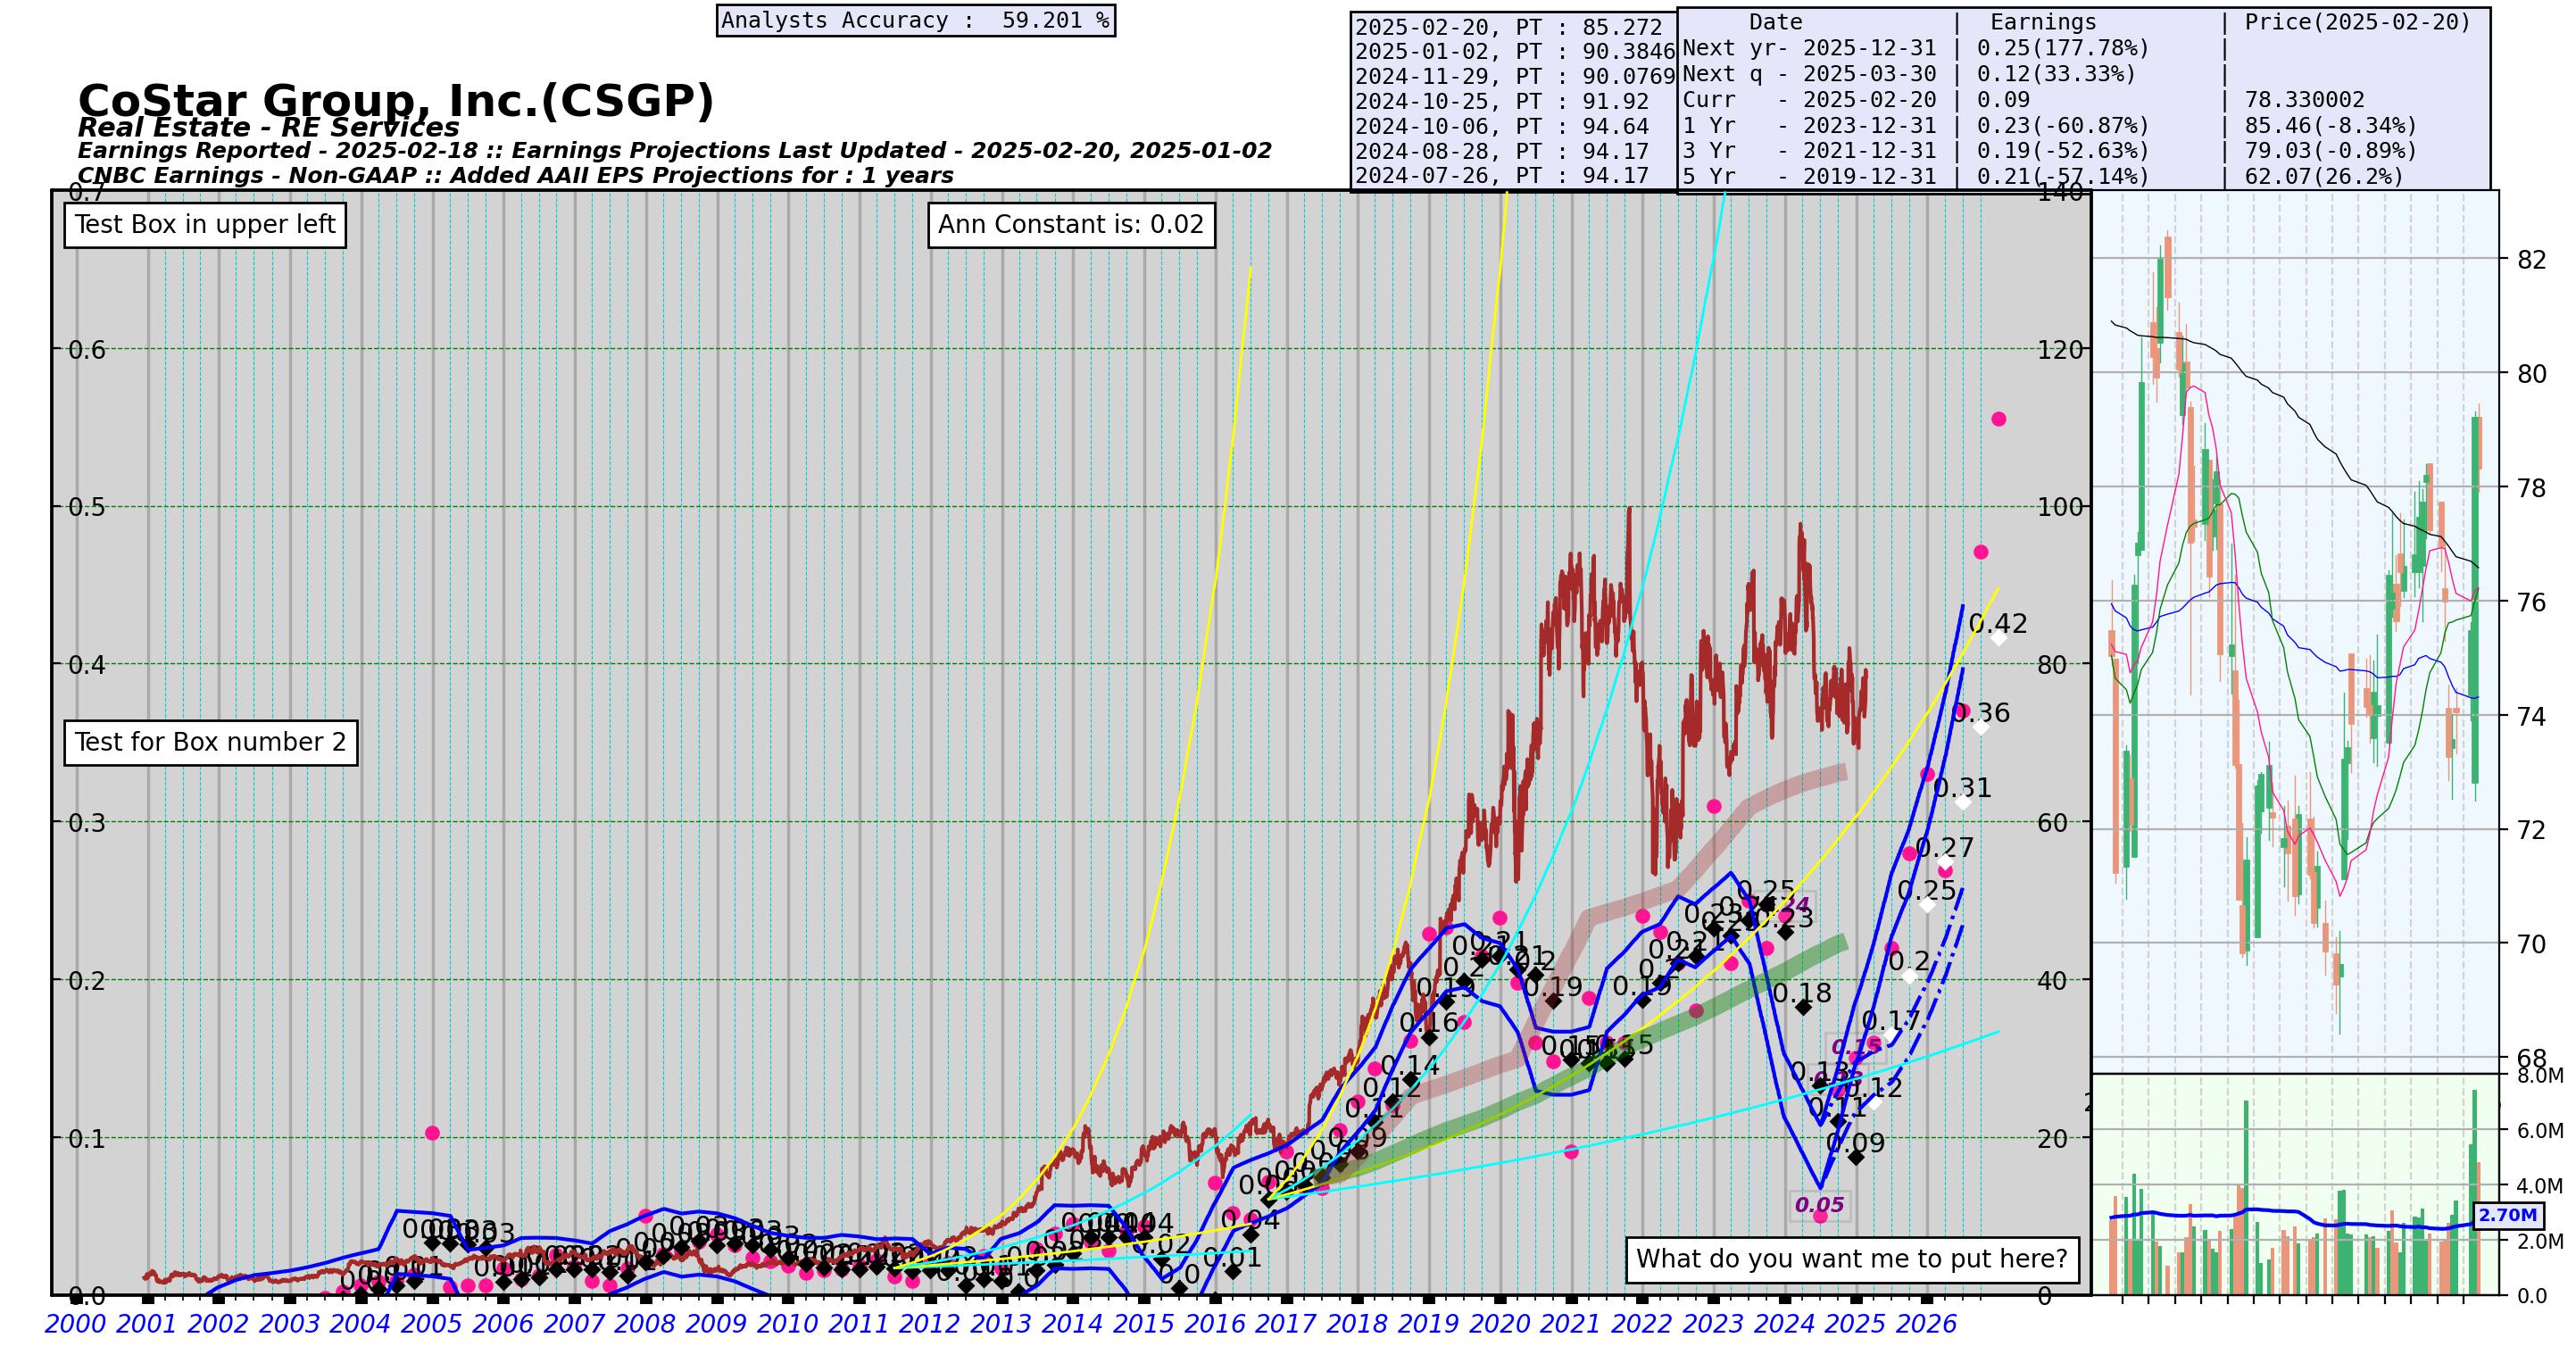 Analysts Accuracy :  59.201 %
2025-02-20, PT : 85.272
2025-01-02, PT : 90.3846
2024-11-29, PT : 90.0769
2024-10-25, PT : 91.92
2024-10-06, PT : 94.64
2024-08-28, PT : 94.17
2024-07-26, PT : 94.17
Date | Earnings | Price(2025-02-20)
Next yr- 2025-12-31 | 0.25(177.78%) |
Next q - 2025-03-30 | 0.12(33.33%) |
Curr   - 2025-02-20 | 0.09 | 78.330002
1 Yr   - 2023-12-31 | 0.23(-60.87%) | 85.46(-8.34%)
3 Yr   - 2021-12-31 | 0.19(-52.63%) | 79.03(-0.89%)
5 Yr   - 2019-12-31 | 0.21(-57.14%) | 62.07(26.2%)
CoStar Group, Inc.(CSGP)
Real Estate - RE Services
Earnings Reported - 2025-02-18 :: Earnings Projections Last Updated - 2025-02-20, 2025-01-02
CNBC Earnings - Non-GAAP :: Added AAII EPS Projections for : 1 years
Test Box in upper left
Ann Constant is: 0.02
Test for Box number 2
What do you want me to put here?
0.7
0.6
0.5
0.4
0.3
0.2
0.1
0.0
140
120
100
80
60
40
20
0
82
80
78
76
74
72
70
68
8.0M
6.0M
4.0M
2.70M
2.0M
0.0
0.42
0.36
0.31
0.27
0.25
0.2
0.17
0.12
0.09
0.11
0.13
0.15
0.05
0.18
0.23
0.25
0.19
0.19
0.19
0.16
0.14
0.12
0.11
0.04
0.01
0.02
0.0
2000 2001 2002 2003 2004 2005 2006 2007 2008 2009 2010 2011 2012 2013 2014 2015 2016 2017 2018 2019 2020 2021 2022 2023 2024 2025 2026